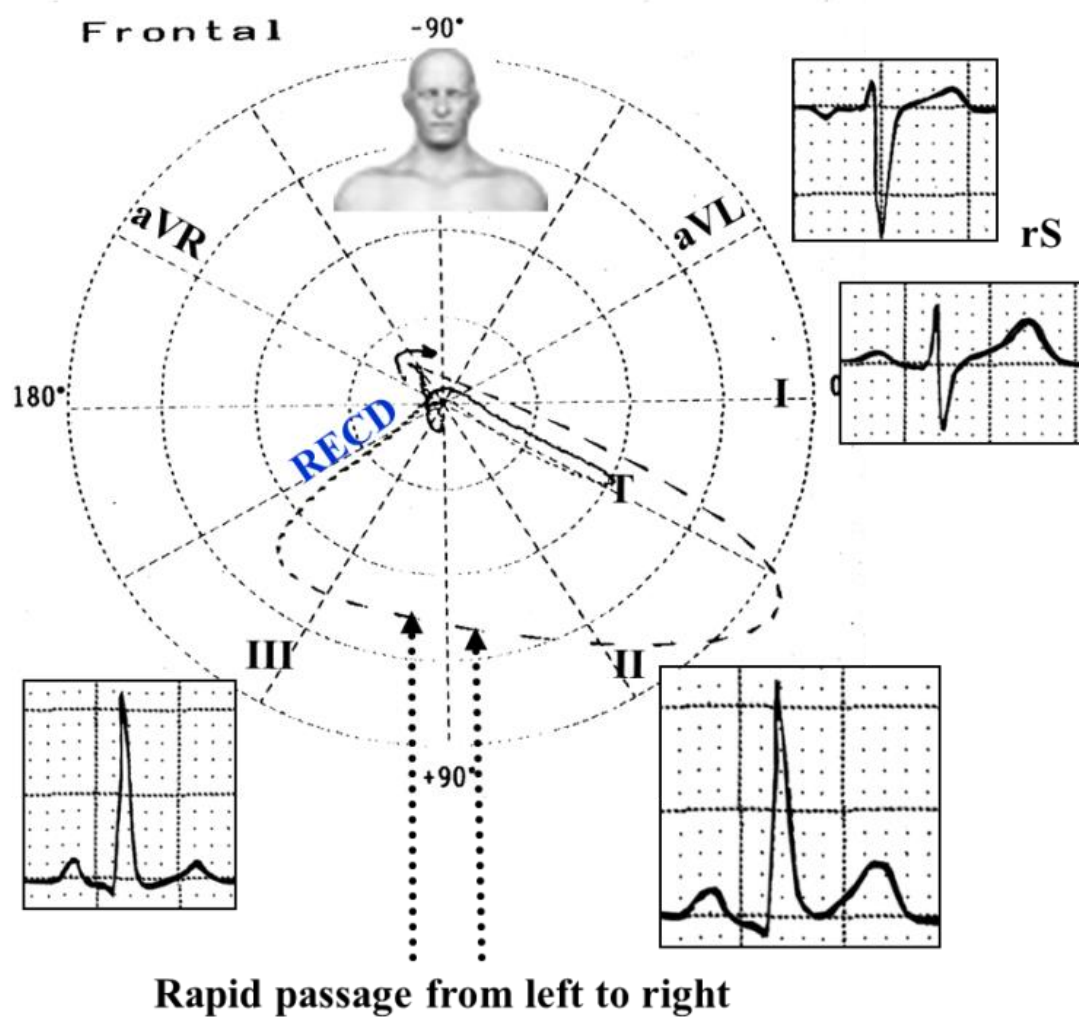 Frontal
-90°
aVR
aVL
rS
180°
I
0
RECD
T
III
II
+90°
Rapid passage from left to right